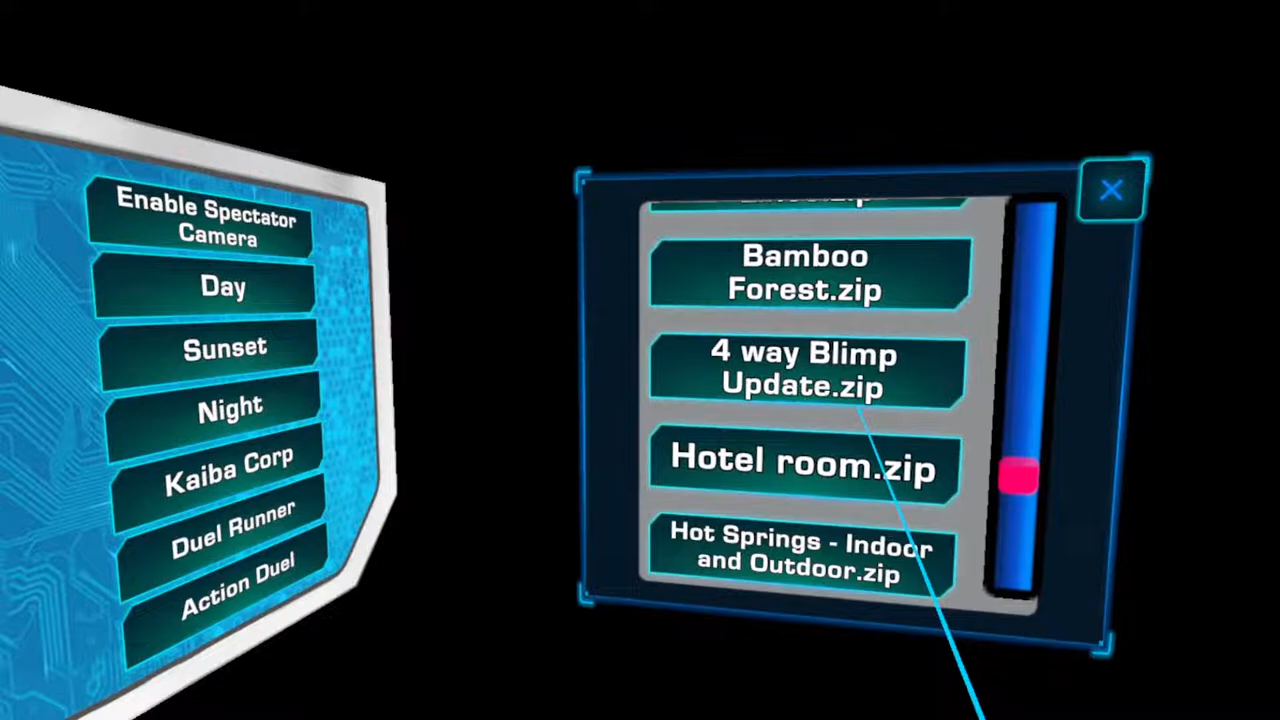 Enable Spectator
Camera
Day
Sunset
Night
Kaiba Corp
Duel Runner
Action Duel
Bamboo
Forest.zip
4 way Blimp
Update.zip
Hotel room.zip
Hot Springs - Indoor
and Outdoor.zip